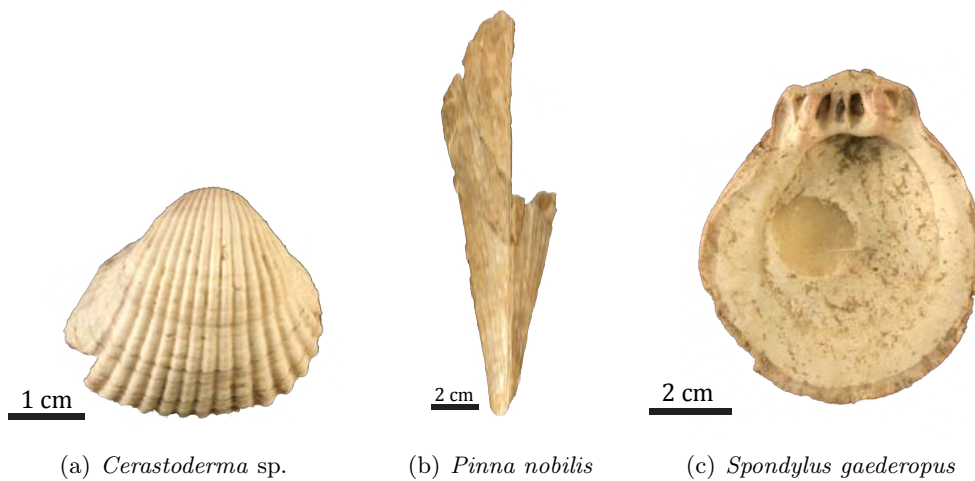 1 cm
2 cm
2 cm
(a) Cerastoderma sp.
(b) Pinna nobilis
(c) Spondylus gaederopus